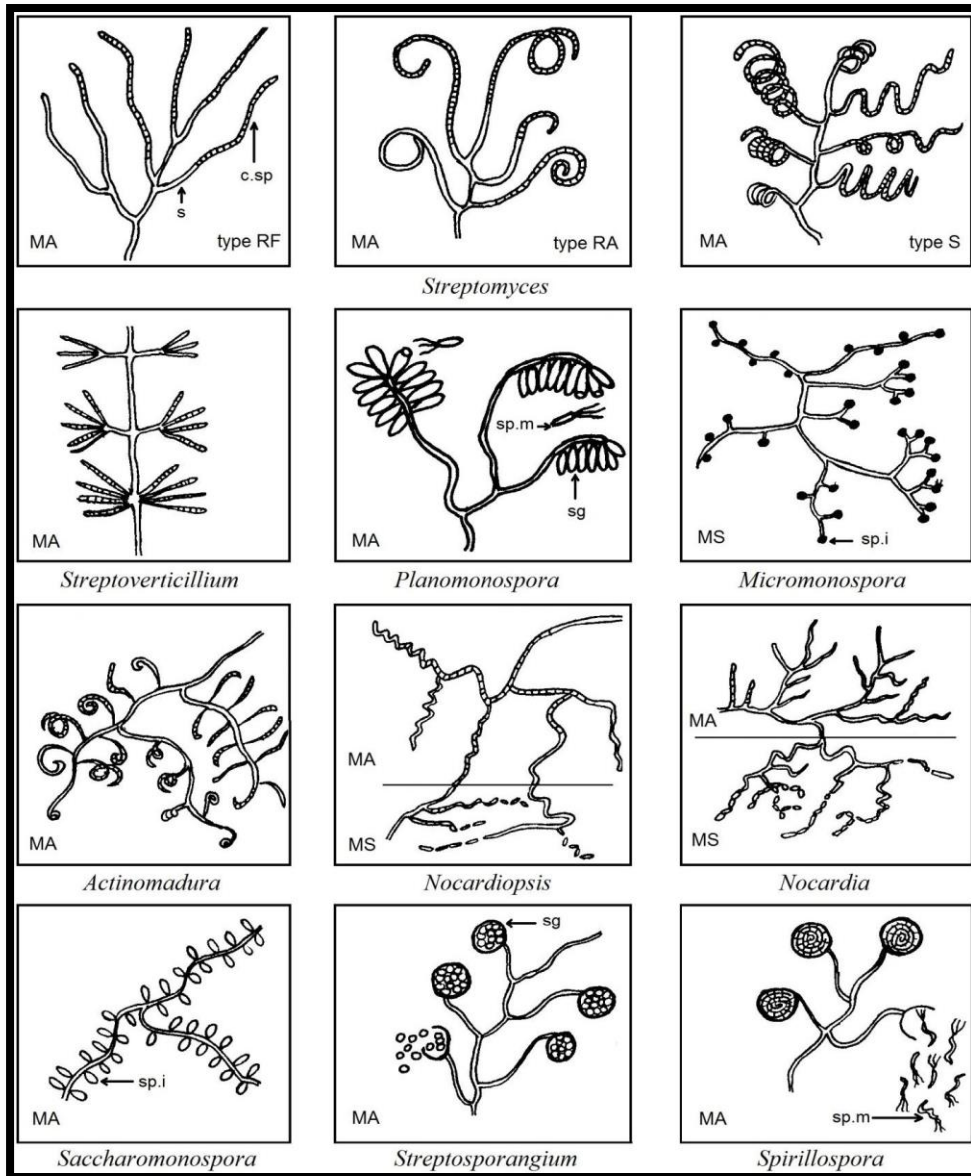 c.sp
s
MA type RF
MA type RA
MA type S
Streptomyces
sp.m
sg
MA
MA
MS sp.i
Streptoverticillium Planomonospora Micromonospora
MA
MA
MS
MA
MS
Actinomadura Nocardiopsis Nocardia
sp.i
MA
sg
MA
sp.m
MA
Saccharomonospora Streptosporangium Spirillospora